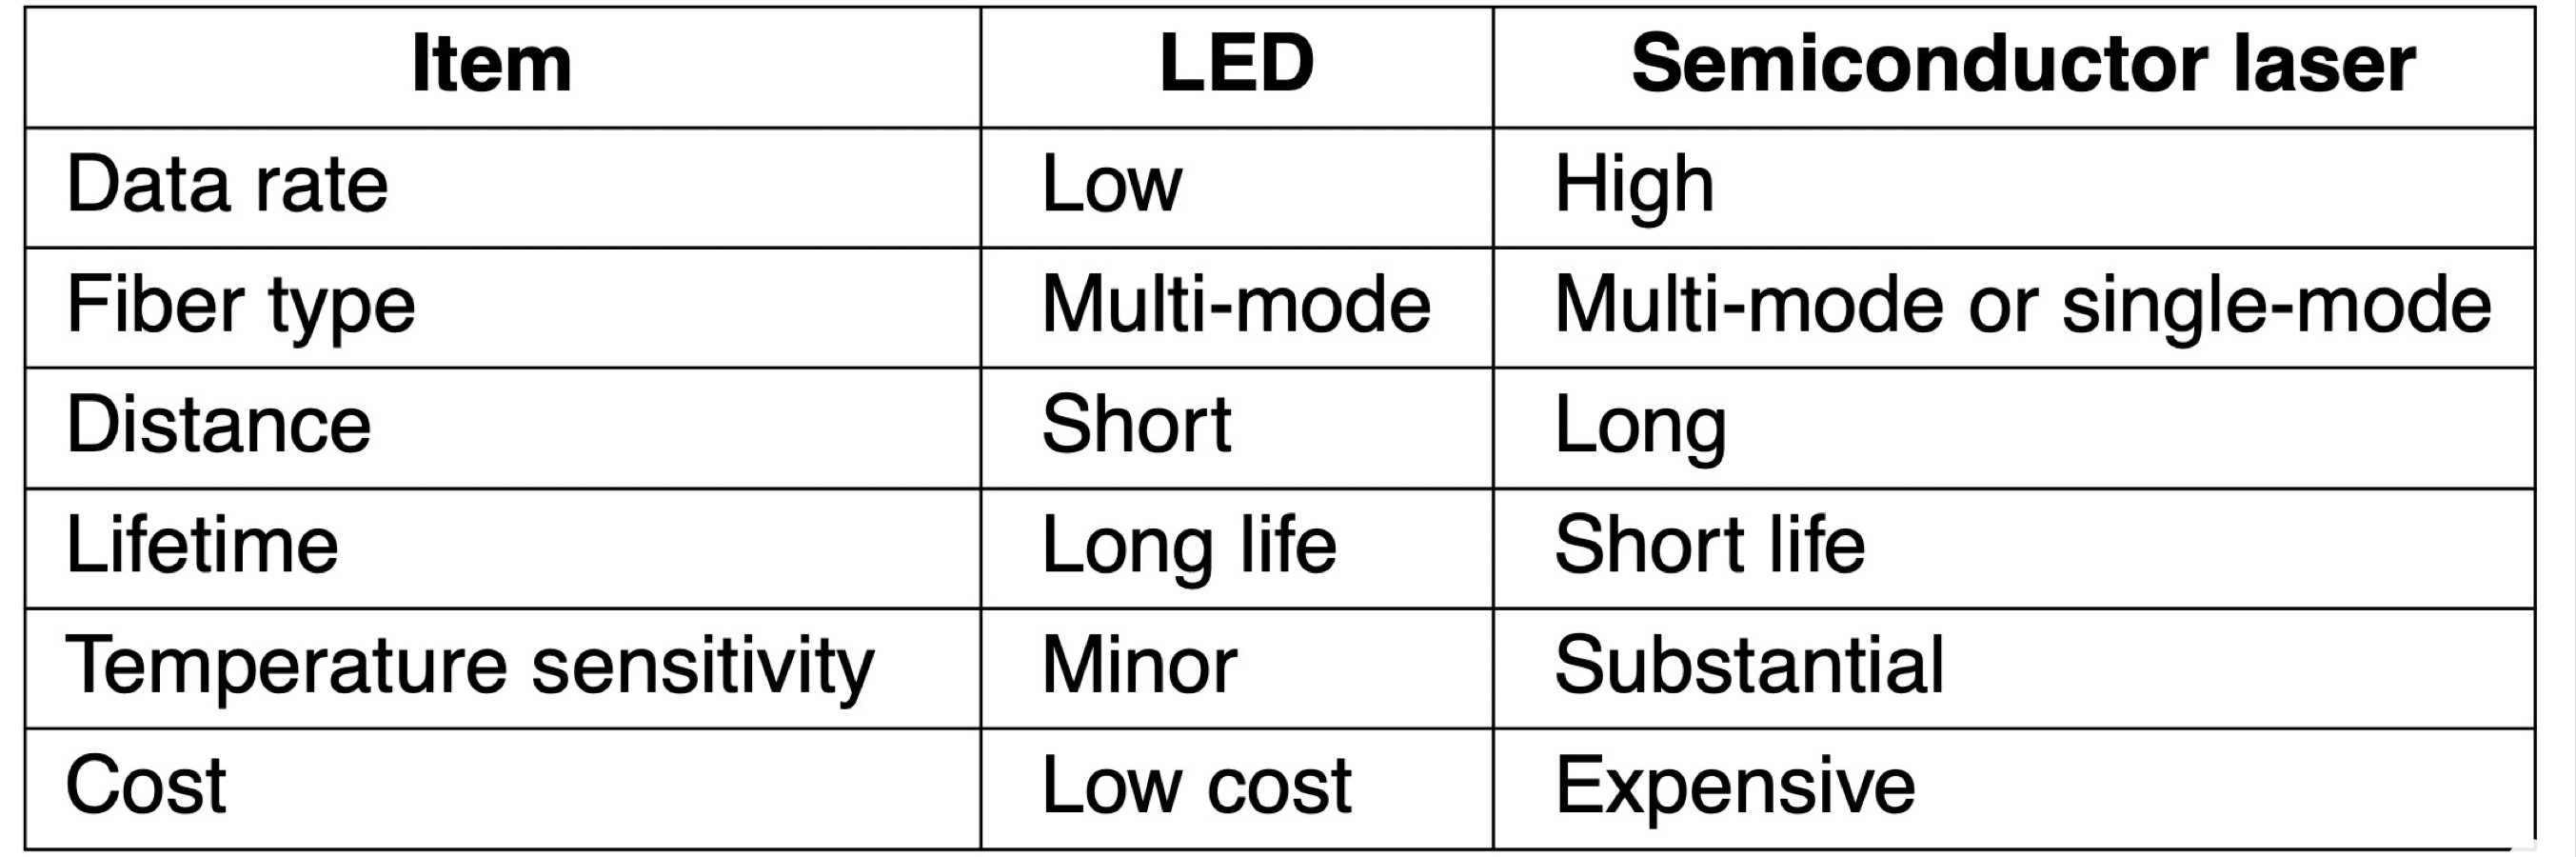 Item LED Semiconductor laser
Data rate Low High
Fiber type Multi-mode Multi-mode or single-mode
Distance Short Long
Lifetime Long life Short life
Temperature sensitivity Minor Substantial
Cost Low cost Expensive